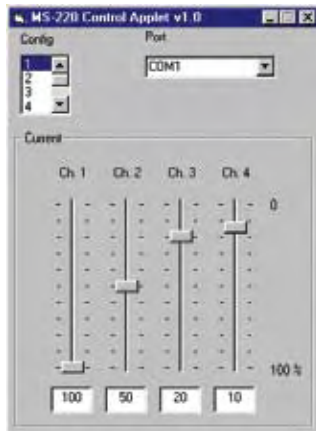 MS-220 Control Applet v1.0
Config
Port
1
2
3
4
COM1
Current
Ch. 1 Ch. 2 Ch. 3 Ch. 4
0
100 %
100 50 20 10